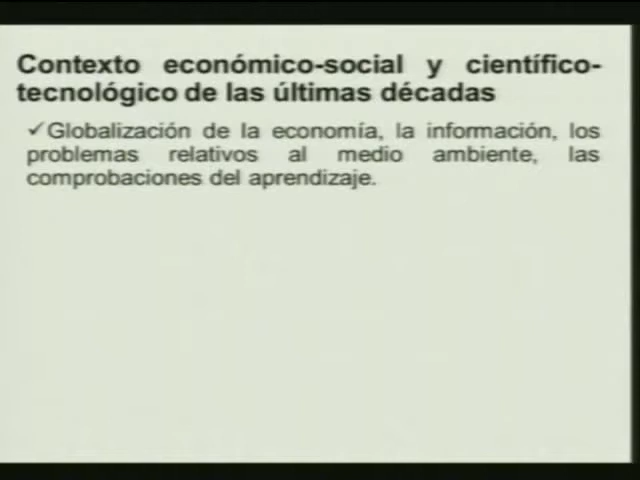 Contexto económico-social y científico-
tecnológico de las últimas décadas
✓Globalización de la economía, la información, los
problemas relativos al medio ambiente, las
comprobaciones del aprendizaje.